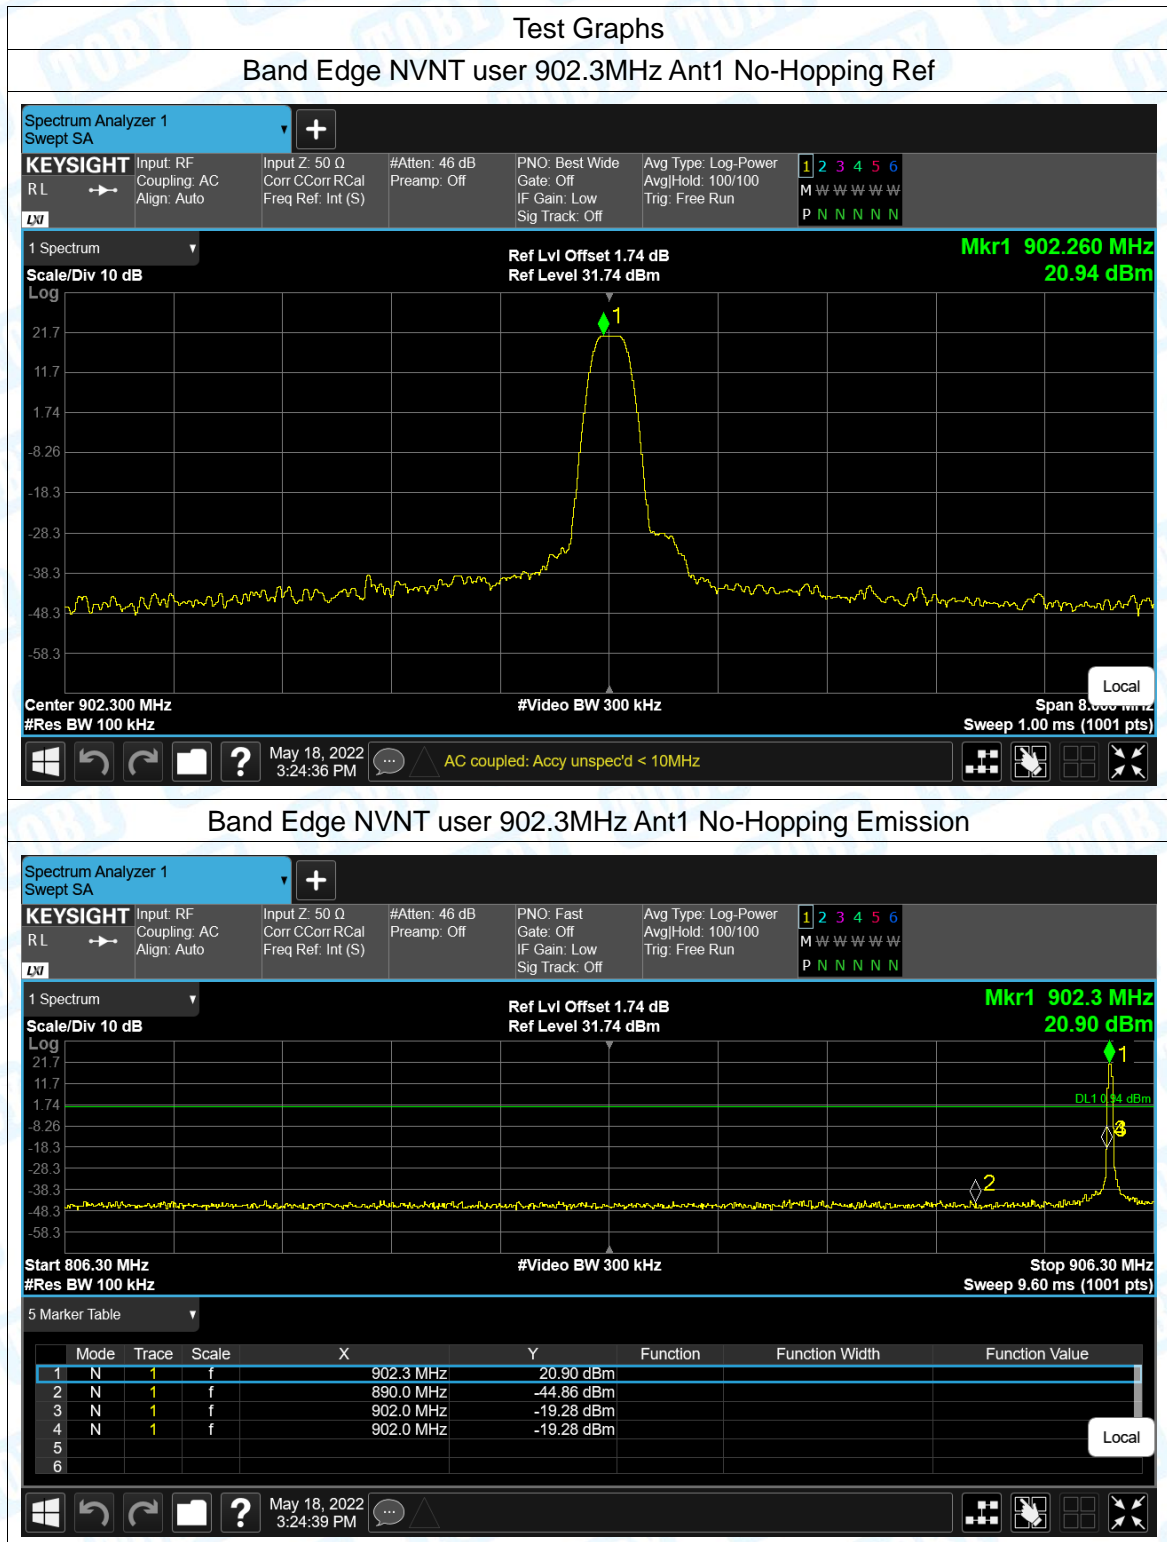 Test Graphs
Band Edge NVNT user 902.3MHz Ant1 No-Hopping Ref
Spectrum Analyzer 1
Swept SA
KEYSIGHT Input: RF Input Z: 50 Ω #Atten: 46 dB PNO: Best Wide Avg Type: Log-Power 1 2 3 4 5 6
R L Coupling: AC Corr CCorr RCal Preamp: Off Gate: Off Avg|Hold: 100/100 M W W W W W
Align: Auto Freq Ref: Int (S) IF Gain: Low Trig: Free Run
LXI Sig Track: Off P N N N N N
1 Spectrum Ref Lvl Offset 1.74 dB Mkr1 902.260 MHz
Scale/Div 10 dB Ref Level 31.74 dBm 20.94 dBm
Log
1
21.7
11.7
1.74
-8.26
-18.3
-28.3
-38.3
-48.3
-58.3
Local
Center 902.300 MHz #Video BW 300 kHz Span 8.000 MHz
#Res BW 100 kHz Sweep 1.00 ms (1001 pts)
May 18, 2022
3:24:36 PM
AC coupled: Accy unspec'd < 10MHz
Band Edge NVNT user 902.3MHz Ant1 No-Hopping Emission
Spectrum Analyzer 1
Swept SA
KEYSIGHT Input: RF Input Z: 50 Ω #Atten: 46 dB PNO: Fast Avg Type: Log-Power 1 2 3 4 5 6
R L Coupling: AC Corr CCorr RCal Preamp: Off Gate: Off Avg|Hold: 100/100 M W W W W W
Align: Auto Freq Ref: Int (S) IF Gain: Low Trig: Free Run
LXI Sig Track: Off P N N N N N
1 Spectrum Ref Lvl Offset 1.74 dB Mkr1 902.3 MHz
Scale/Div 10 dB Ref Level 31.74 dBm 20.90 dBm
Log
1
21.7
11.7
1.74 DL1 0.94 dBm
-8.26
-18.3
-28.3
-38.3 2
-48.3
-58.3
Start 806.30 MHz #Video BW 300 kHz Stop 906.30 MHz
#Res BW 100 kHz Sweep 9.60 ms (1001 pts)
5 Marker Table
Mode Trace Scale X Y Function Function Width Function Value
1 N 1 f 902.3 MHz 20.90 dBm
2 N 1 f 890.0 MHz -44.86 dBm
3 N 1 f 902.0 MHz -19.28 dBm
4 N 1 f 902.0 MHz -19.28 dBm
5
6
Local
May 18, 2022
3:24:39 PM